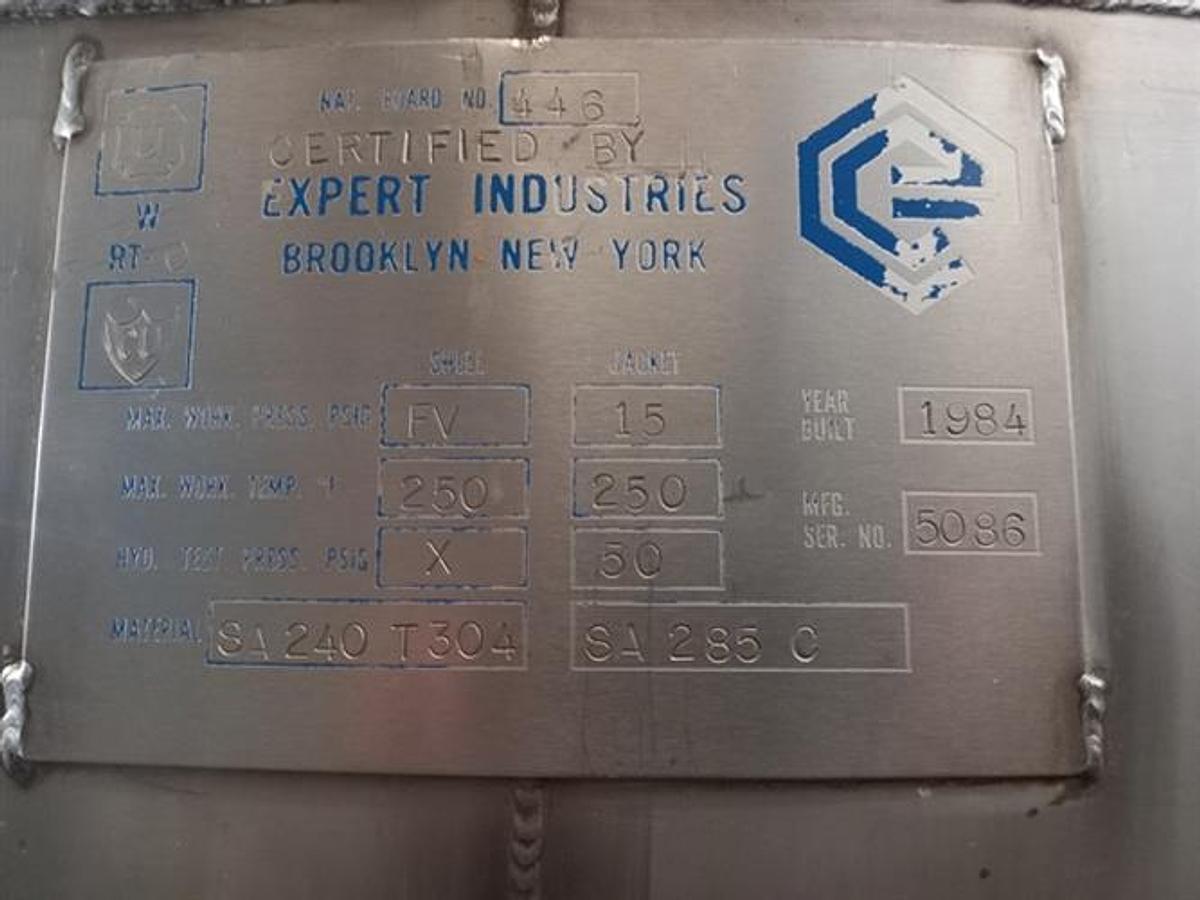 NAT. BOARD NO. 446
U
CERTIFIED BY
EXPERT INDUSTRIES
W
RT
BROOKLYN NEW YORK
SHELL JACKET
MAX. WORK. PRESS. PSIG FV 15
YEAR BUILT 1984
MAX. WORK. TEMP. °F 250 250
MFG. SER. NO. 5086
HYD. TEST PRESS. PSIG X 50
MATERIAL SA 240 T304 SA 285 C